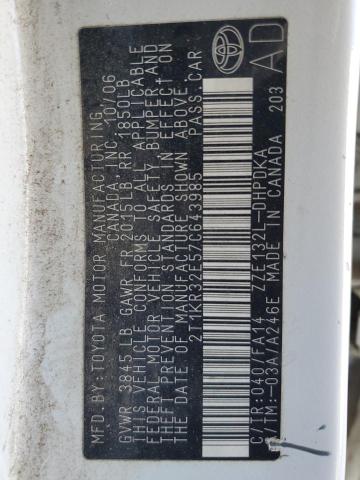 MFD.BY:TOYOTA MOTOR MANUFACTURING,
CANADA, INC. 10/06
GVWR 3845LB GAWR FR 2015LB RR 1850LB
THIS VEHICLE CONFORMS TO ALL APPLICABLE
FEDERAL MOTOR VEHICLE SAFETY, BUMPER AND
THEFT PREVENTION STANDARDS IN EFFECT ON
THE DATE OF MANUFACTURE SHOWN ABOVE.
2T1KR32E57C643985 PASS.CAR
C/TR:040/FA14 ZZE132L-DHPDKA
A/TM:-03A/A246E MADE IN CANADA 203
AD